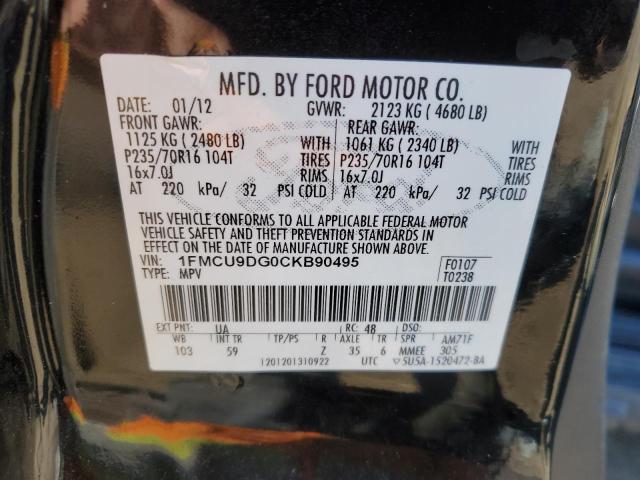 MFD. BY FORD MOTOR CO.
DATE: 01/12 GVWR: 2123 KG ( 4680 LB)
FRONT GAWR: REAR GAWR:
1125 KG ( 2480 LB) WITH 1061 KG ( 2340 LB) WITH
P235/70R16 104T TIRES P235/70R16 104T TIRES
16x7.0J RIMS 16x7.0J RIMS
AT 220 kPa/ 32 PSI COLD AT 220 kPa/ 32 PSI COLD
THIS VEHICLE CONFORMS TO ALL APPLICABLE FEDERAL MOTOR
VEHICLE SAFETY AND THEFT PREVENTION STANDARDS IN
EFFECT ON THE DATE OF MANUFACTURE SHOWN ABOVE.
VIN: 1FMCU9DG0CKB90495 F0107
TYPE: MPV T0238
EXT PNT: UA RC: 48 DSO:
WB INT TR TP/PS R AX TR SPR AM71F
103 59 Z 35 6 MMEE 305
1201201310922 UTC 5U5A-1520472-BA